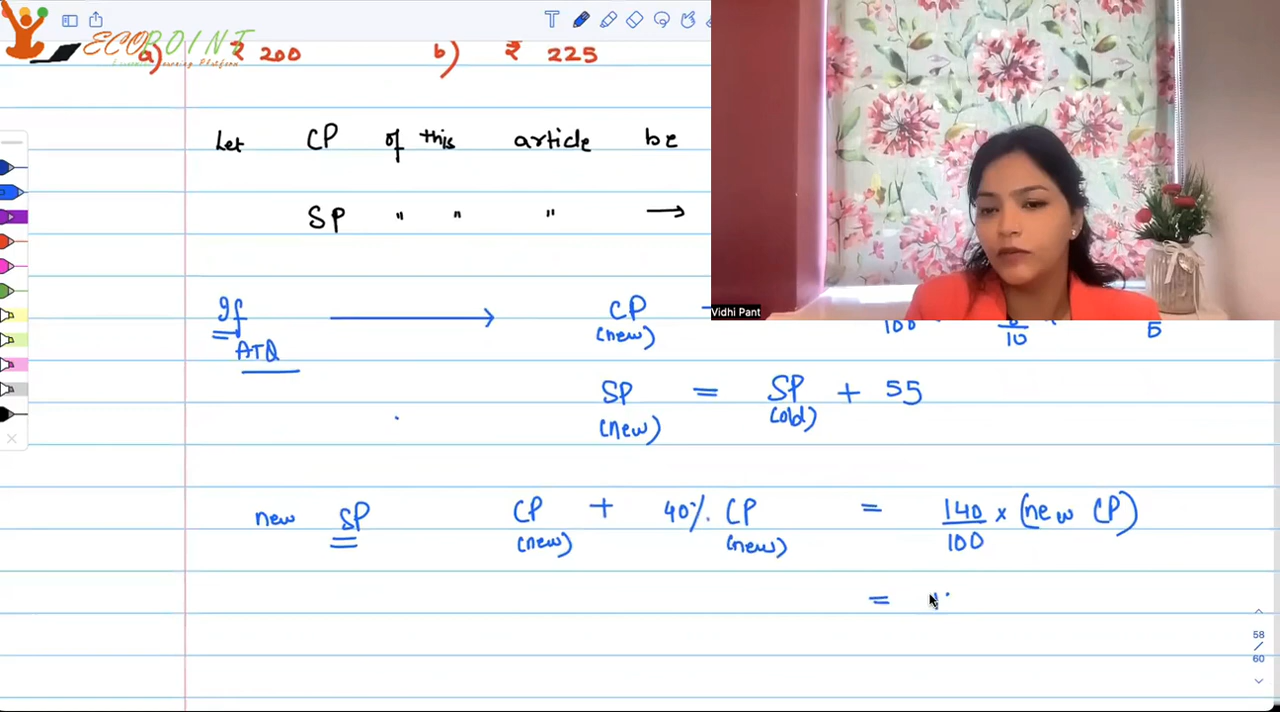 ECOPOINT
a) ₹ 200 b) ₹ 225
Let CP of this article be
SP " " " →
If → CP
(new)
100 10 5
ATQ
SP = SP + 55
(new) (old)
new SP CP + 40% CP = 140/100 × (new CP)
(new) (new)
=
Vidhi Pant
58
/
60